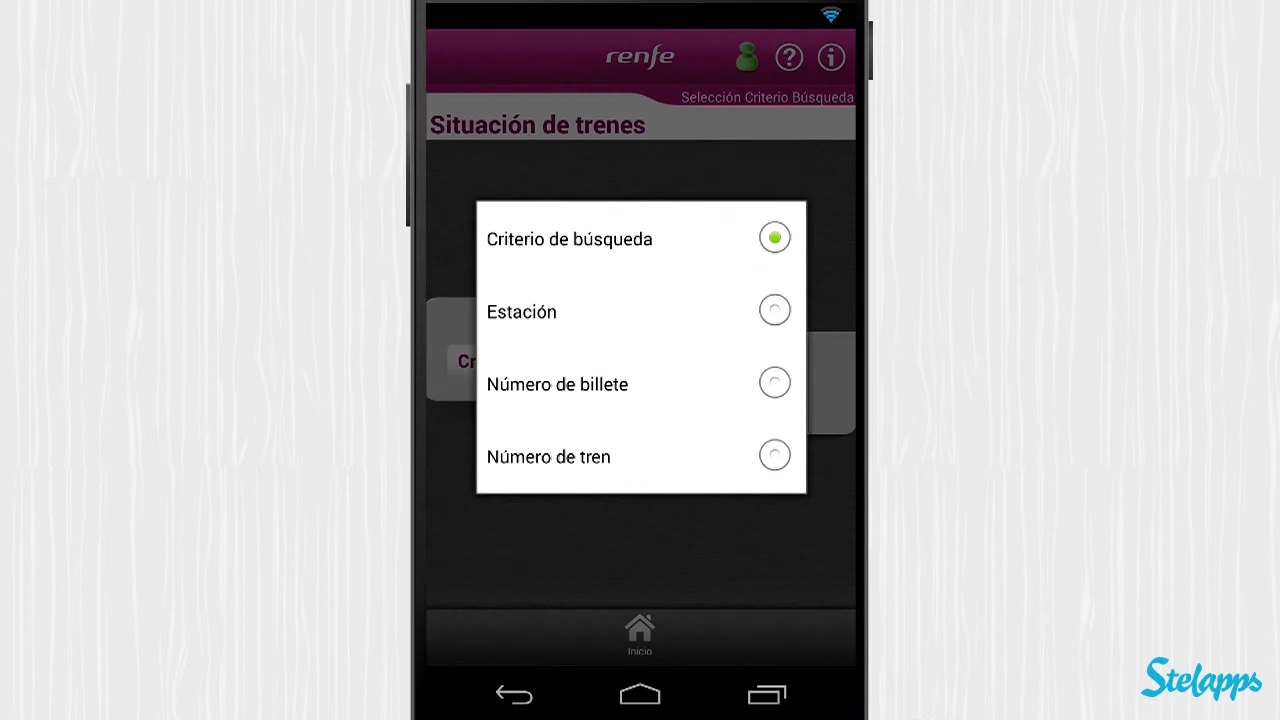 renfe
Selección Criterio Búsqueda
Situación de trenes
Criterio de búsqueda
Estación
Cr
Número de billete
Número de tren
Inicio
Stelapps